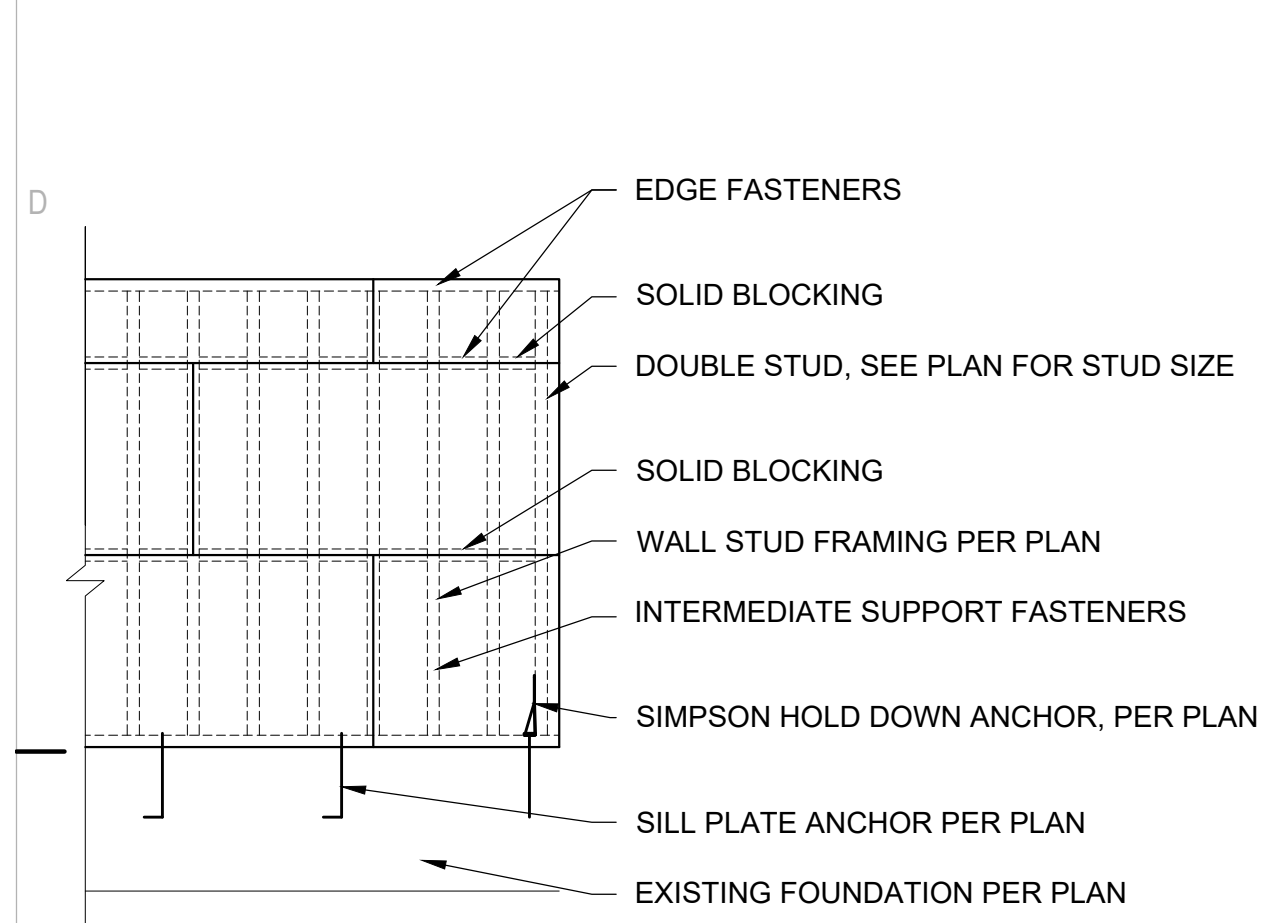 D
EDGE FASTENERS
SOLID BLOCKING
DOUBLE STUD, SEE PLAN FOR STUD SIZE
SOLID BLOCKING
WALL STUD FRAMING PER PLAN
INTERMEDIATE SUPPORT FASTENERS
SIMPSON HOLD DOWN ANCHOR, PER PLAN
SILL PLATE ANCHOR PER PLAN
EXISTING FOUNDATION PER PLAN